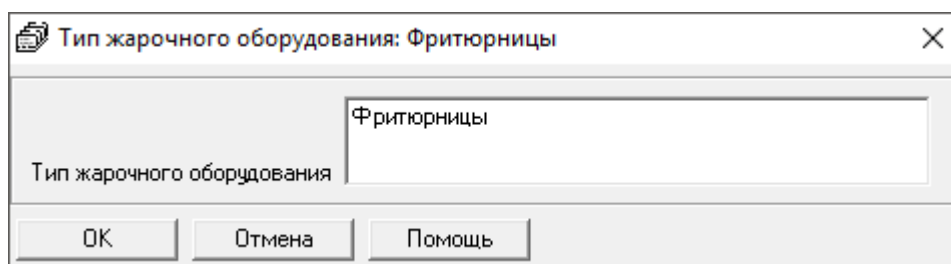 Тип жарочного оборудования: Фритюрницы
Фритюрницы
Тип жарочного оборудования
OK
Отмена
Помощь